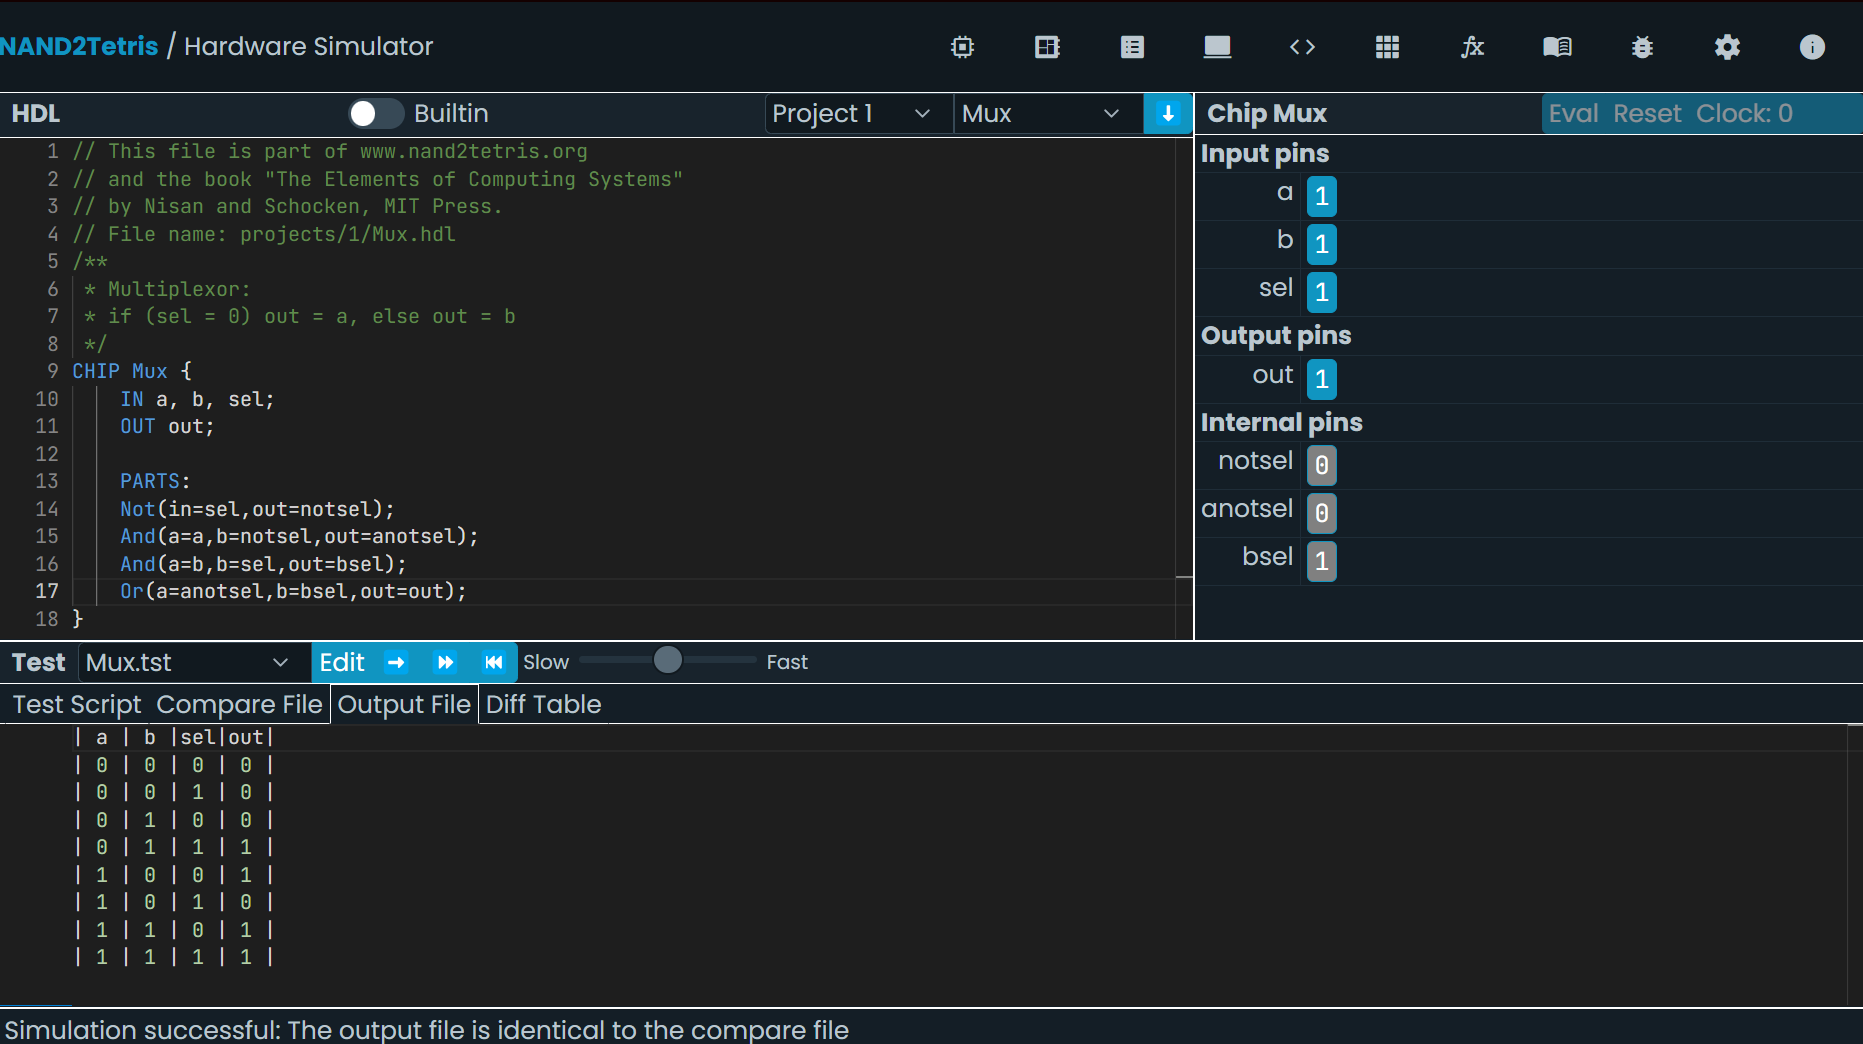 NAND2Tetris / Hardware Simulator
HDL Builtin Project 1 Mux
1 // This file is part of www.nand2tetris.org
2 // and the book "The Elements of Computing Systems"
3 // by Nisan and Schocken, MIT Press.
4 // File name: projects/1/Mux.hdl
5 /**
6  * Multiplexor:
7  * if (sel = 0) out = a, else out = b
8  */
9 CHIP Mux {
10     IN a, b, sel;
11     OUT out;
12
13     PARTS:
14     Not(in=sel,out=notsel);
15     And(a=a,b=notsel,out=anotsel);
16     And(a=b,b=sel,out=bsel);
17     Or(a=anotsel,b=bsel,out=out);
18 }
Chip Mux Eval Reset Clock: 0
Input pins
a 1
b 1
sel 1
Output pins
out 1
Internal pins
notsel 0
anotsel 0
bsel 1
Test Mux.tst Edit Slow Fast
Test Script Compare File Output File Diff Table
| a | b |sel|out|
| 0 | 0 | 0 | 0 |
| 0 | 0 | 1 | 0 |
| 0 | 1 | 0 | 0 |
| 0 | 1 | 1 | 1 |
| 1 | 0 | 0 | 1 |
| 1 | 0 | 1 | 0 |
| 1 | 1 | 0 | 1 |
| 1 | 1 | 1 | 1 |
Simulation successful: The output file is identical to the compare file